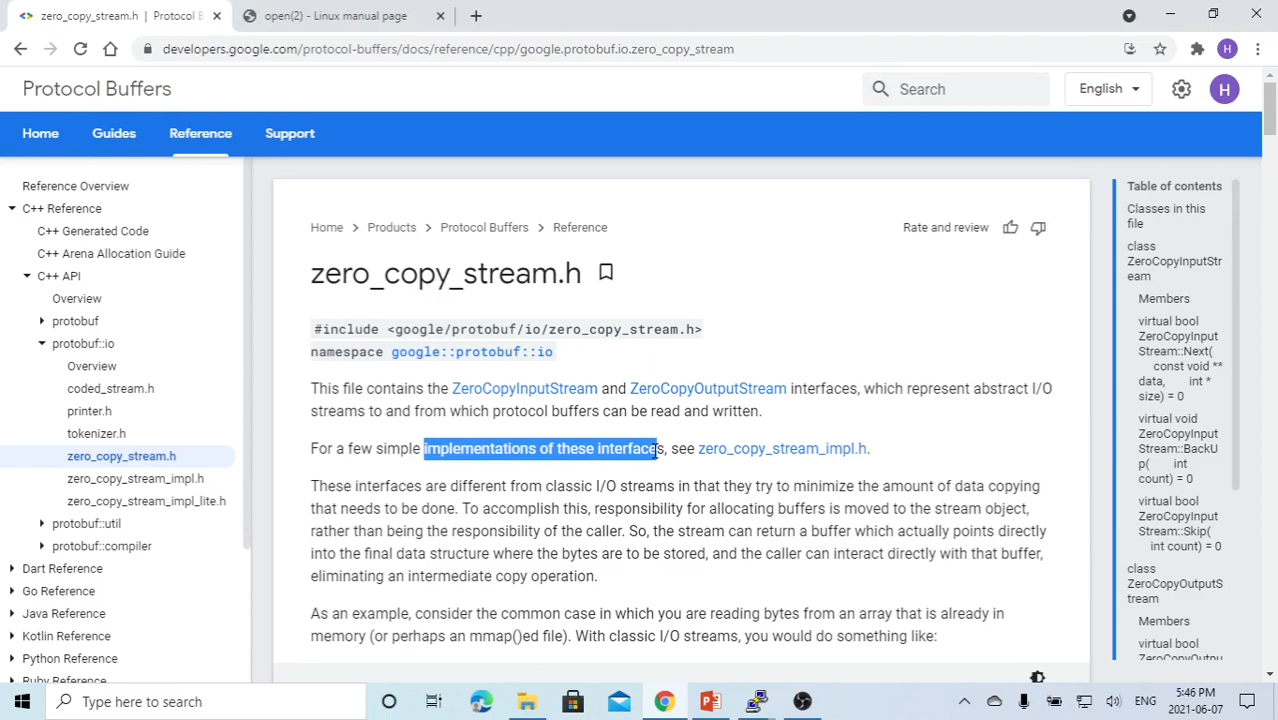 zero_copy_stream.h | Protocol B
open(2) - Linux manual page
developers.google.com/protocol-buffers/docs/reference/cpp/google.protobuf.io.zero_copy_stream
H
Protocol Buffers
Search
English
H
Home
Guides
Reference
Support
Reference Overview
C++ Reference
C++ Generated Code
C++ Arena Allocation Guide
C++ API
Overview
protobuf
protobuf::io
Overview
coded_stream.h
printer.h
tokenizer.h
zero_copy_stream.h
zero_copy_stream_impl.h
zero_copy_stream_impl_lite.h
protobuf::util
protobuf::compiler
Dart Reference
Go Reference
Java Reference
Kotlin Reference
Python Reference
Ruby Reference
Home > Products > Protocol Buffers > Reference
Rate and review
zero_copy_stream.h
#include <google/protobuf/io/zero_copy_stream.h>
namespace google::protobuf::io
This file contains the ZeroCopyInputStream and ZeroCopyOutputStream interfaces, which represent abstract I/O
streams to and from which protocol buffers can be read and written.
For a few simple implementations of these interfaces, see zero_copy_stream_impl.h.
These interfaces are different from classic I/O streams in that they try to minimize the amount of data copying
that needs to be done. To accomplish this, responsibility for allocating buffers is moved to the stream object,
rather than being the responsibility of the caller. So, the stream can return a buffer which actually points directly
into the final data structure where the bytes are to be stored, and the caller can interact directly with that buffer,
eliminating an intermediate copy operation.
As an example, consider the common case in which you are reading bytes from an array that is already in
memory (or perhaps an mmap()ed file). With classic I/O streams, you would do something like:
Table of contents
Classes in this
file
class
ZeroCopyInputStr
eam
Members
virtual bool
ZeroCopyInput
Stream::Next(
const void **
data, int *
size) = 0
virtual void
ZeroCopyInput
Stream::BackU
p( int
count) = 0
virtual bool
ZeroCopyInput
Stream::Skip(
int count) = 0
class
ZeroCopyOutputS
tream
Members
virtual bool
ZeroCopyOutpu
Type here to search
ENG
5:46 PM
2021-06-07